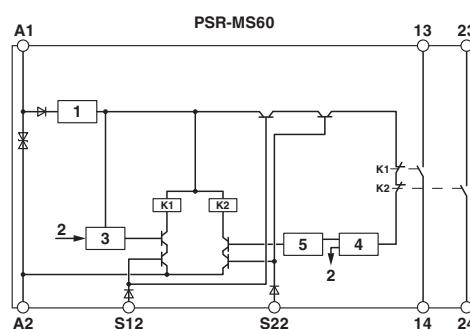 PSR-MS60
A1 13 23
1
K1
K2
K1 K2
2 3 5 4
2
A2 S12 S22 14 24